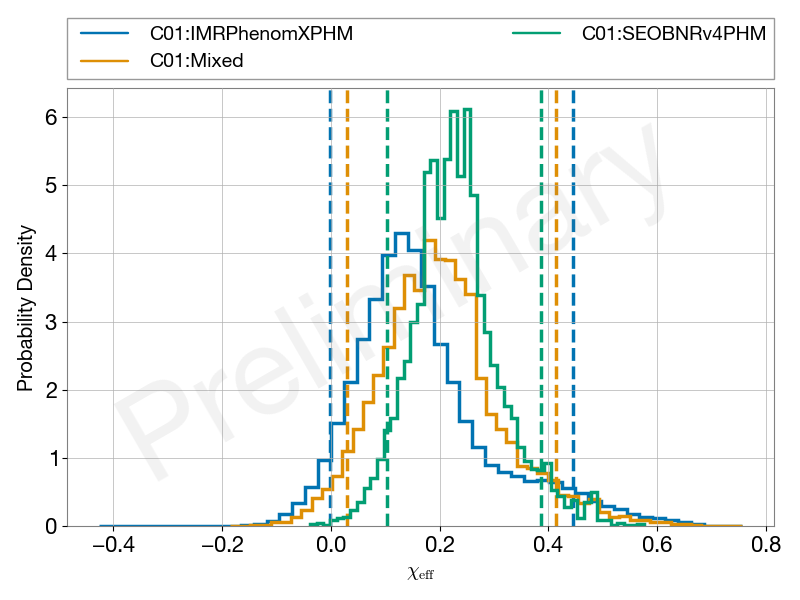 C01:IMRPhenomXPHM
C01:Mixed
C01:SEOBNRv4PHM
Preliminary
Probability Density
6
5
4
3
2
1
0
−0.4 −0.2 0.0 0.2 0.4 0.6 0.8
χeff